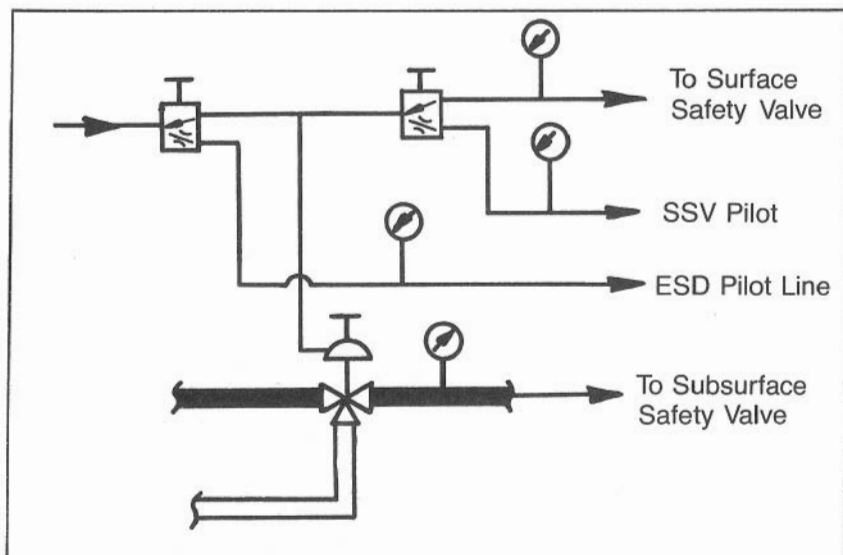 To Surface
Safety Valve
SSV Pilot
ESD Pilot Line
To Subsurface
Safety Valve